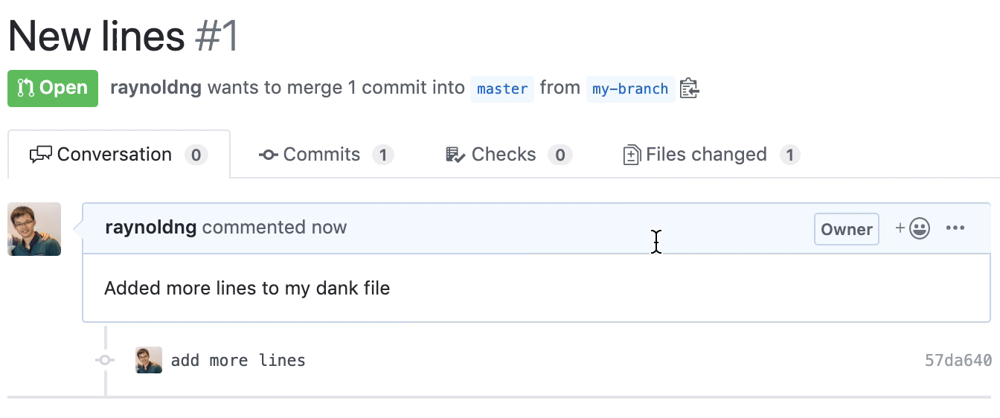 New lines #1
Open raynoldng wants to merge 1 commit into master from my-branch
Conversation 0 Commits 1 Checks 0 Files changed 1
raynoldng commented now Owner +
Added more lines to my dank file
add more lines 57da640